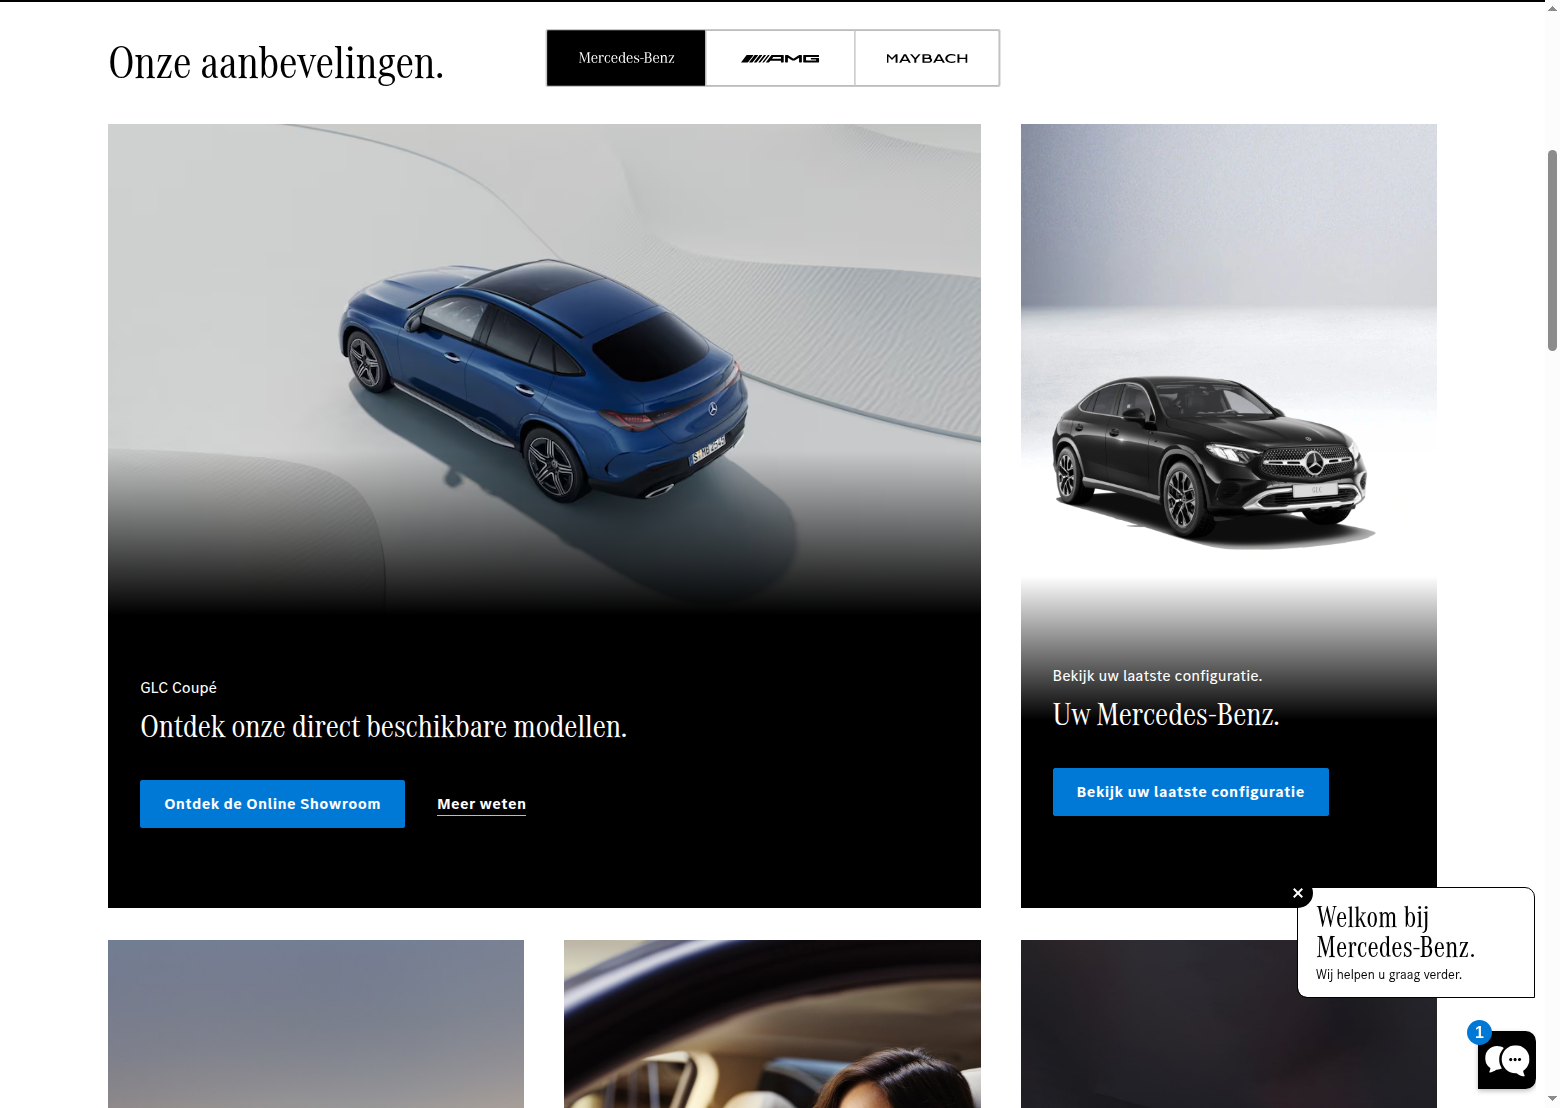 Onze aanbevelingen.
Mercedes-Benz
AMG
MAYBACH
GLC Coupé
Ontdek onze direct beschikbare modellen.
Ontdek de Online Showroom
Meer weten
GLC
Bekijk uw laatste configuratie.
Uw Mercedes-Benz.
Bekijk uw laatste configuratie
Welkom bij
Mercedes-Benz.
Wij helpen u graag verder.
1